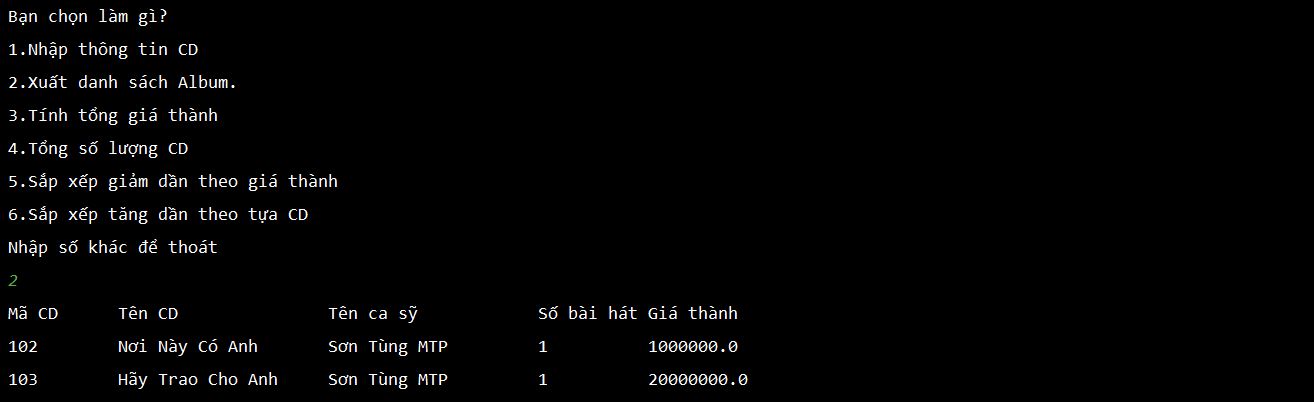 Bạn chọn làm gì?
1.Nhập thông tin CD
2.Xuất danh sách Album.
3.Tính tổng giá thành
4.Tổng số lượng CD
5.Sắp xếp giảm dần theo giá thành
6.Sắp xếp tăng dần theo tựa CD
Nhập số khác để thoát
2
Mã CD      Tên CD               Tên ca sỹ            Số bài hát Giá thành
102        Nơi Này Có Anh       Sơn Tùng MTP         1          1000000.0
103        Hãy Trao Cho Anh     Sơn Tùng MTP         1          20000000.0